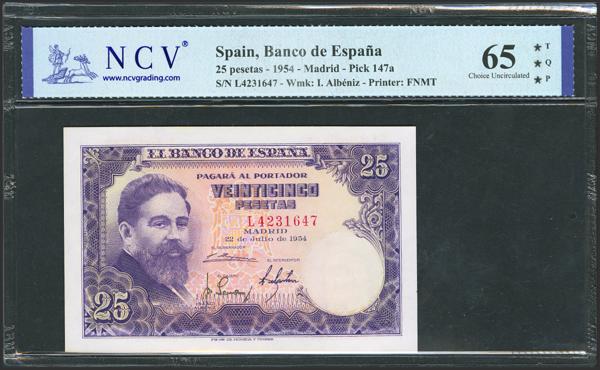 NCV®
www.ncvgrading.com
Spain, Banco de España
25 pesetas - 1954 - Madrid - Pick 147a
S/N L4231647 - Wmk: I. Albéniz - Printer: FNMT
65
Choice Uncirculated
★ T
★ Q
★ P
EL BANCO DE ESPAÑA
25
PAGARÁ AL PORTADOR
VEINTICINCO
PESETAS
L4231647
MADRID
22 de Julio de 1954
EL GOBERNADOR
EL INTERVENTOR
EL CAJERO
25